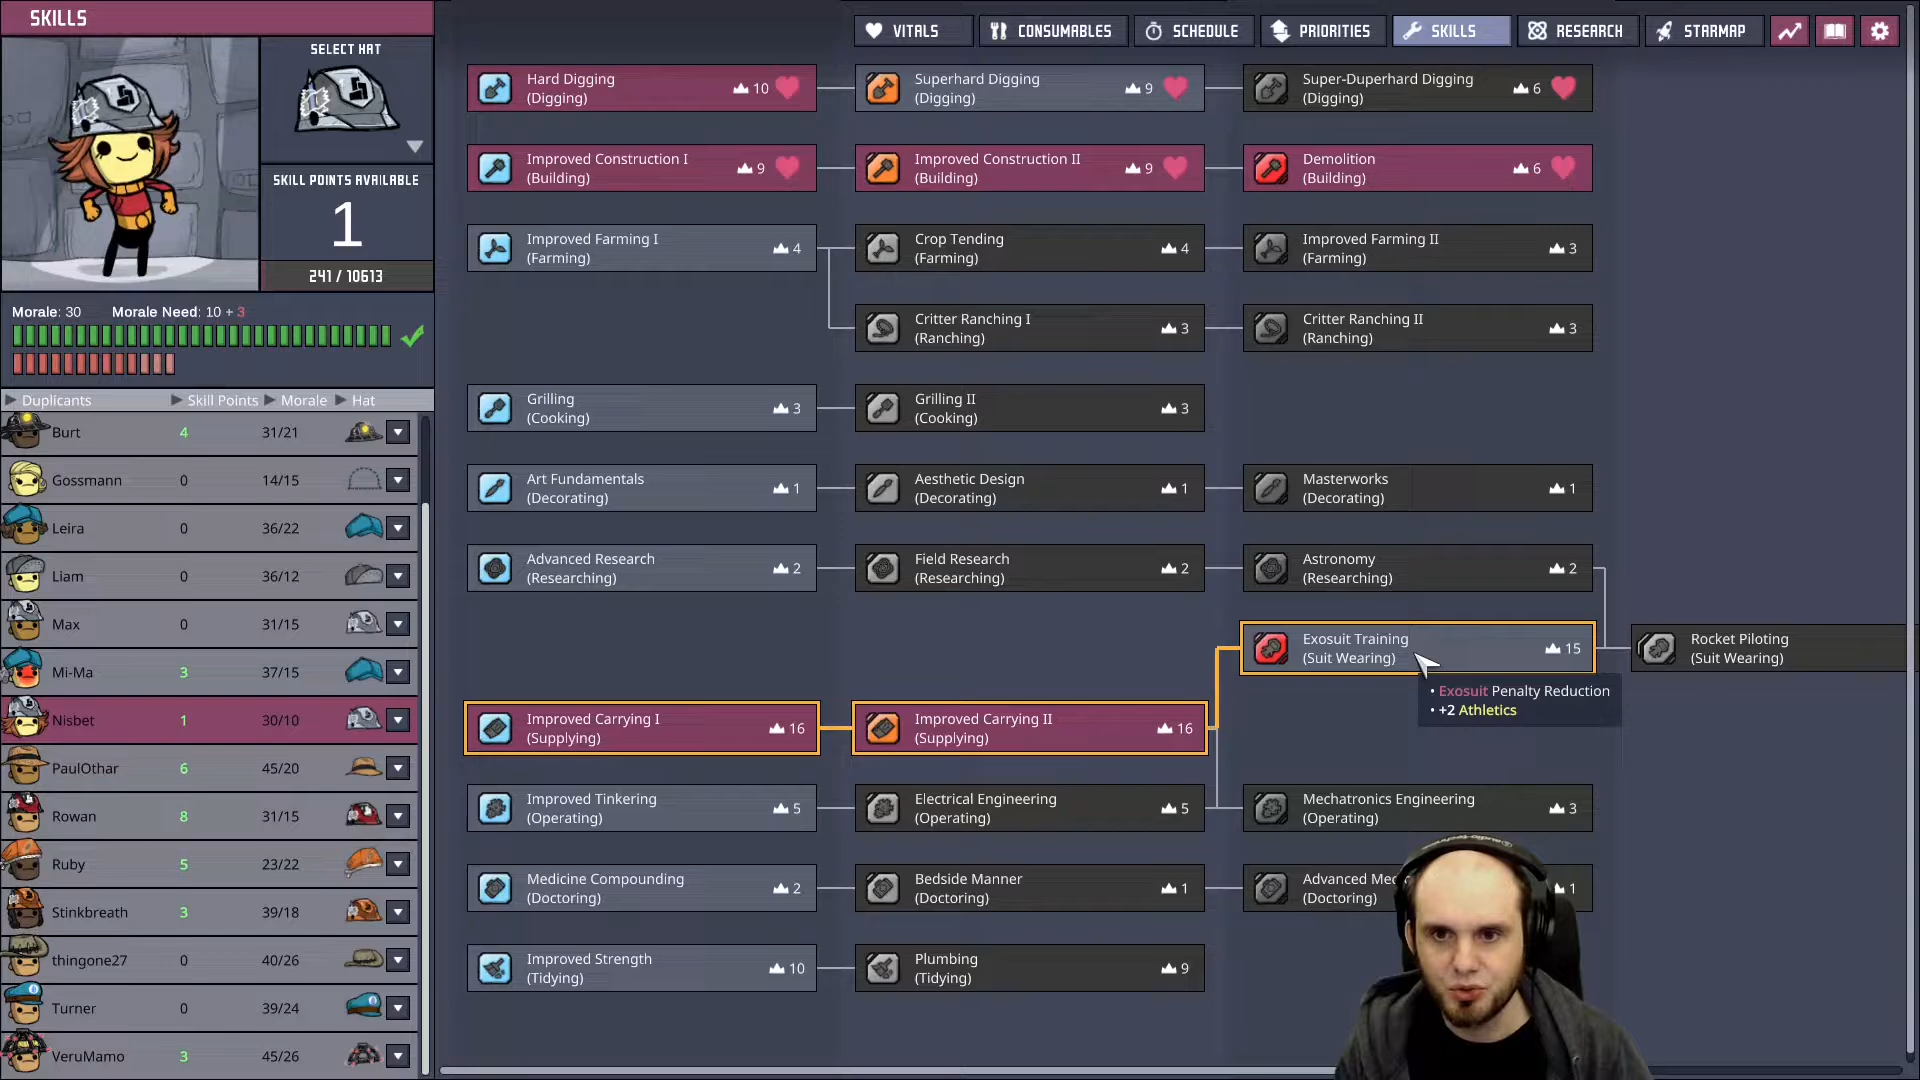 SKILLS
VITALS
CONSUMABLES
SCHEDULE
PRIORITIES
SKILLS
RESEARCH
STARMAP
SELECT HAT
SKILL POINTS AVAILABLE
1
241 / 10613
Morale: 30 Morale Need: 10 + 3
Duplicants Skill Points Morale Hat
Burt 4 31/21
Gossmann 0 14/15
Leira 0 36/22
Liam 0 36/12
Max 0 31/15
Mi-Ma 3 37/15
Nisbet 1 30/10
PaulOthar 6 45/20
Rowan 8 31/15
Ruby 5 23/22
Stinkbreath 3 39/18
thingone27 0 40/26
Turner 0 39/24
VeruMamo 3 45/26
Hard Digging
(Digging)
10
Superhard Digging
(Digging)
9
Super-Duperhard Digging
(Digging)
6
Improved Construction I
(Building)
9
Improved Construction II
(Building)
9
Demolition
(Building)
6
Improved Farming I
(Farming)
4
Crop Tending
(Farming)
4
Improved Farming II
(Farming)
3
Critter Ranching I
(Ranching)
3
Critter Ranching II
(Ranching)
3
Grilling
(Cooking)
3
Grilling II
(Cooking)
3
Art Fundamentals
(Decorating)
1
Aesthetic Design
(Decorating)
1
Masterworks
(Decorating)
1
Advanced Research
(Researching)
2
Field Research
(Researching)
2
Astronomy
(Researching)
2
Exosuit Training
(Suit Wearing)
15
Rocket Piloting
(Suit Wearing)
• Exosuit Penalty Reduction
• +2 Athletics
Improved Carrying I
(Supplying)
16
Improved Carrying II
(Supplying)
16
Improved Tinkering
(Operating)
5
Electrical Engineering
(Operating)
5
Mechatronics Engineering
(Operating)
3
Medicine Compounding
(Doctoring)
2
Bedside Manner
(Doctoring)
1
Advanced Med
(Doctoring)
1
Improved Strength
(Tidying)
10
Plumbing
(Tidying)
9